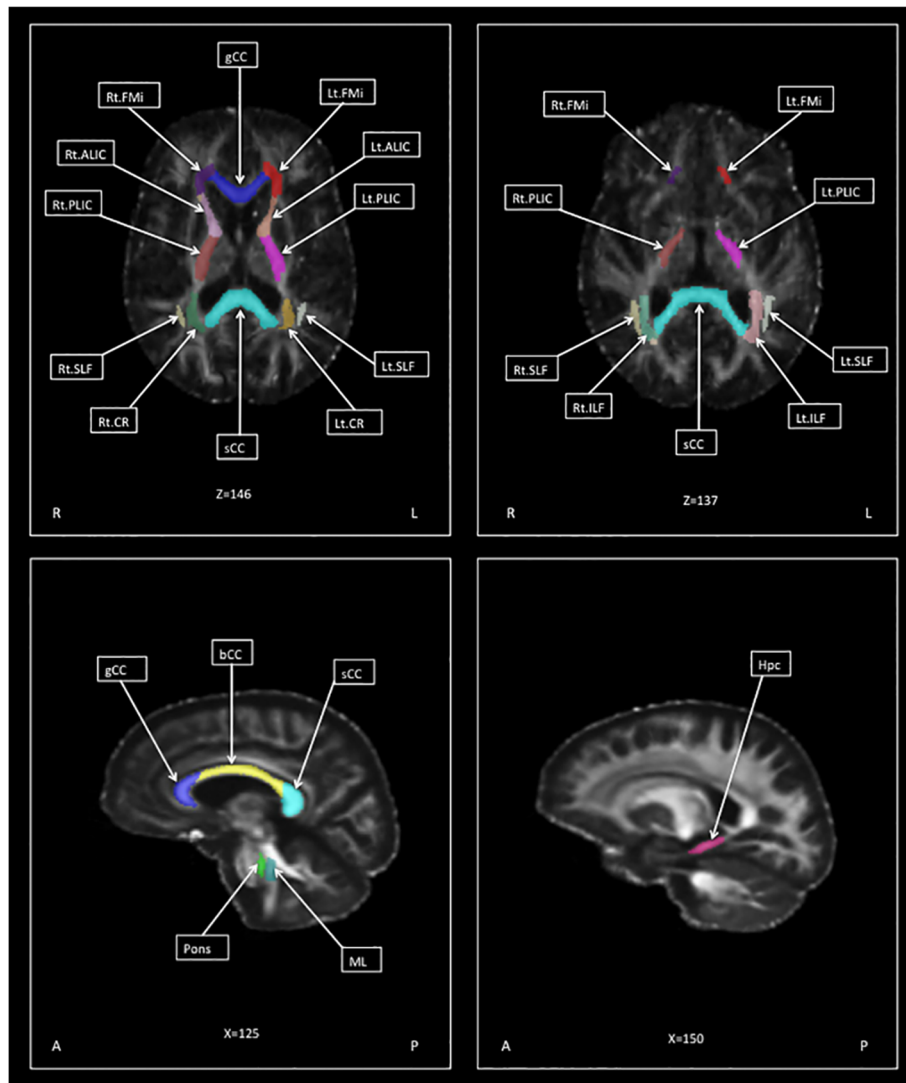 gCC
Rt.FMi
Lt.FMi
Rt.ALIC
Lt.ALIC
Rt.PLIC
Lt.PLIC
Rt.SLF
Lt.SLF
Rt.CR
Lt.CR
sCC
Z=146
R
L
Rt.FMi
Lt.FMi
Rt.PLIC
Lt.PLIC
Rt.SLF
Lt.SLF
Rt.ILF
Lt.ILF
sCC
Z=137
R
L
bCC
gCC
sCC
Pons
ML
X=125
A
P
Hpc
X=150
A
P